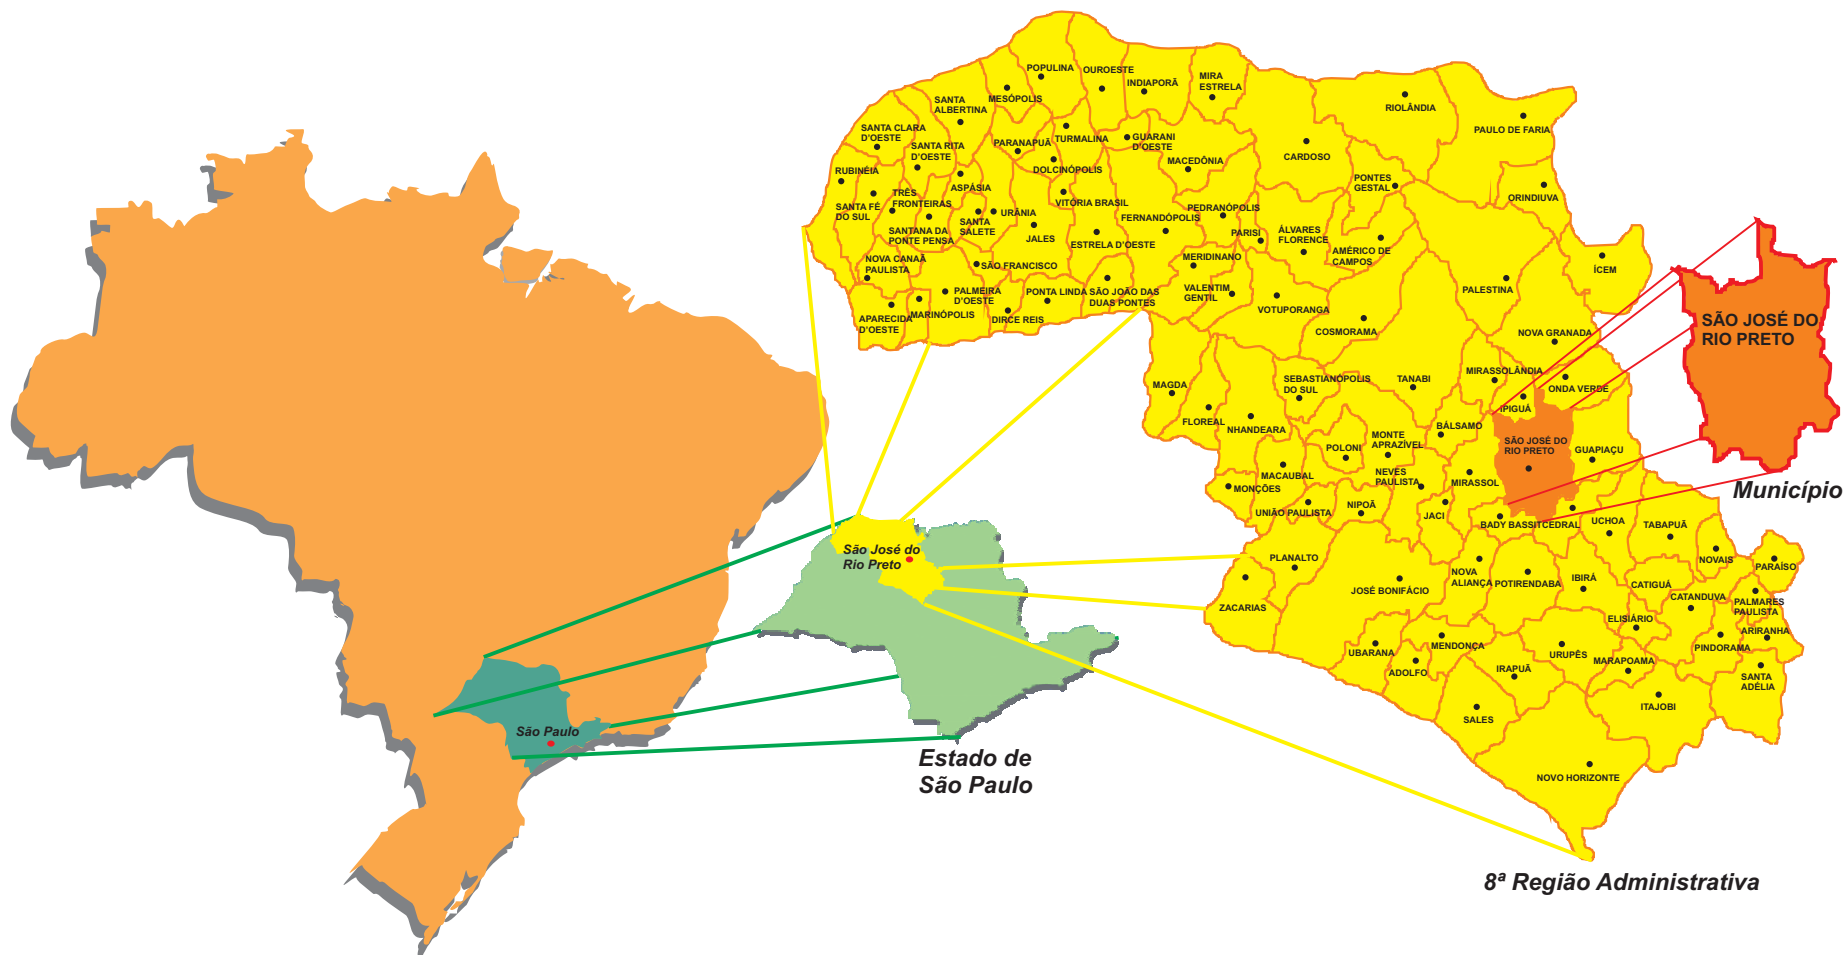 POPULINA
OUROESTE
INDIAPORÃ
MIRA
ESTRELA
MESÓPOLIS
SANTA
ALBERTINA
RIOLÂNDIA
PAULO DE FARIA
SANTA CLARA
D'OESTE
SANTA RITA
D'OESTE
PARANAPUÃ
TURMALINA
GUARANI
D'OESTE
MACEDÔNIA
CARDOSO
DOLCINÓPOLIS
RUBINÉIA
ASPÁSIA
PONTES
GESTAL
ORINDIUVA
SANTA FÉ
DO SUL
TRÊS
FRONTEIRAS
VITÓRIA BRASIL
PEDRANÓPOLIS
SANTANA DA
PONTE PENSA
SANTA
SALETE
URÂNIA
JALES
ESTRELA D'OESTE
FERNANDÓPOLIS
PARISI
ÁLVARES
FLORENCE
AMÉRICO DE
CAMPOS
ÍCEM
NOVA CANAÃ
PAULISTA
SÃO FRANCISCO
MERIDINANO
PALMEIRA
D'OESTE
PONTA LINDA
SÃO JOÃO DAS
DUAS PONTES
VALENTIM
GENTIL
VOTUPORANGA
PALESTINA
APARECIDA
D'OESTE
MARINÓPOLIS
DIRCE REIS
COSMORAMA
NOVA GRANADA
SÃO JOSÉ DO
RIO PRETO
MAGDA
SEBASTIANÓPOLIS
DO SUL
TANABI
MIRASSOLÂNDIA
ONDA VERDE
IPIGUÁ
FLOREAL
NHANDEARA
POLONI
MONTE
APRAZÍVEL
BÁLSAMO
SÃO JOSÉ DO
RIO PRETO
GUAPIAÇU
MACAUBAL
NEVES
PAULISTA
MIRASSOL
MONÇÕES
Município
UNIÃO PAULISTA
NIPOÃ
JACI
BADY BASSITT
CEDRAL
UCHOA
TABAPUÃ
São José do
Rio Preto
PLANALTO
NOVA
ALIANÇA
POTIRENDABA
IBIRÁ
NOVAIS
PARAÍSO
ZACARIAS
JOSÉ BONIFÁCIO
CATIGUÁ
CATANDUVA
PALMARES
PAULISTA
ELISIÁRIO
ARIRANHA
UBARANA
MENDONÇA
URUPÊS
PINDORAMA
ADOLFO
IRAPUÃ
MARAPOAMA
SANTA
ADÉLIA
SALES
ITAJOBI
São Paulo
Estado de
São Paulo
NOVO HORIZONTE
8ª Região Administrativa